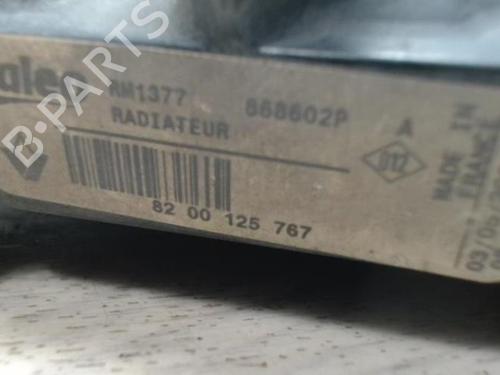 RM1377 868602P
RADIATEUR
A
012
82 00 125 767
MADE IN
FRANCE
B-PARTS